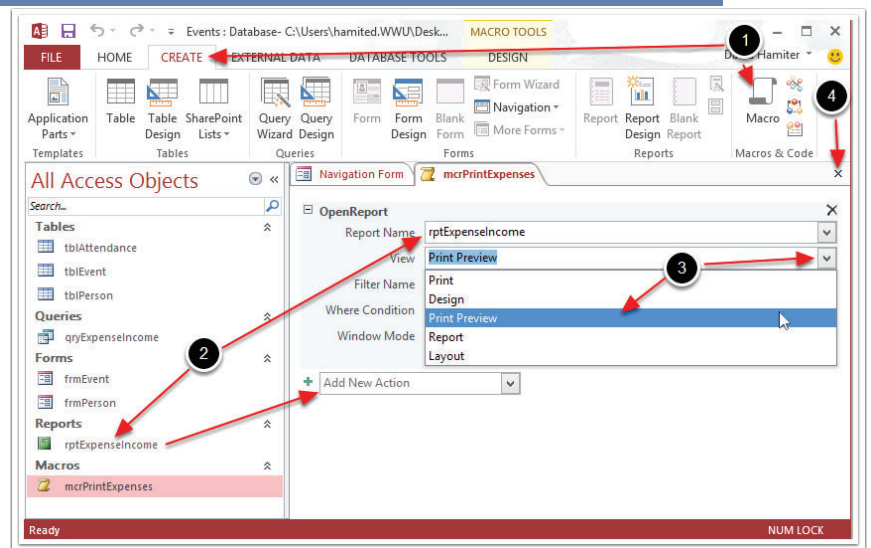 Events : Database- C:\Users\hamited.WWU\Desk...
MACRO TOOLS
1
FILE HOME CREATE EXTERNAL DATA DATABASE TOOLS DESIGN
Hamiter
Application Parts
Table
Table Design
SharePoint Lists
Query Wizard
Query Design
Form
Form Design
Blank Form
Form Wizard
Navigation
More Forms
Report
Report Design
Blank Report
Macro
4
Templates Tables Queries Forms Reports Macros & Code
All Access Objects
Search...
Tables
tblAttendance
tblEvent
tblPerson
Queries
qryExpenseIncome
Forms
frmEvent
frmPerson
Reports
rptExpenseIncome
Macros
mcrPrintExpenses
2
Navigation Form mcrPrintExpenses
OpenReport
Report Name rptExpenseIncome
View Print Preview
3
Filter Name
Where Condition
Window Mode
Print
Design
Print Preview
Report
Layout
Add New Action
Ready NUM LOCK